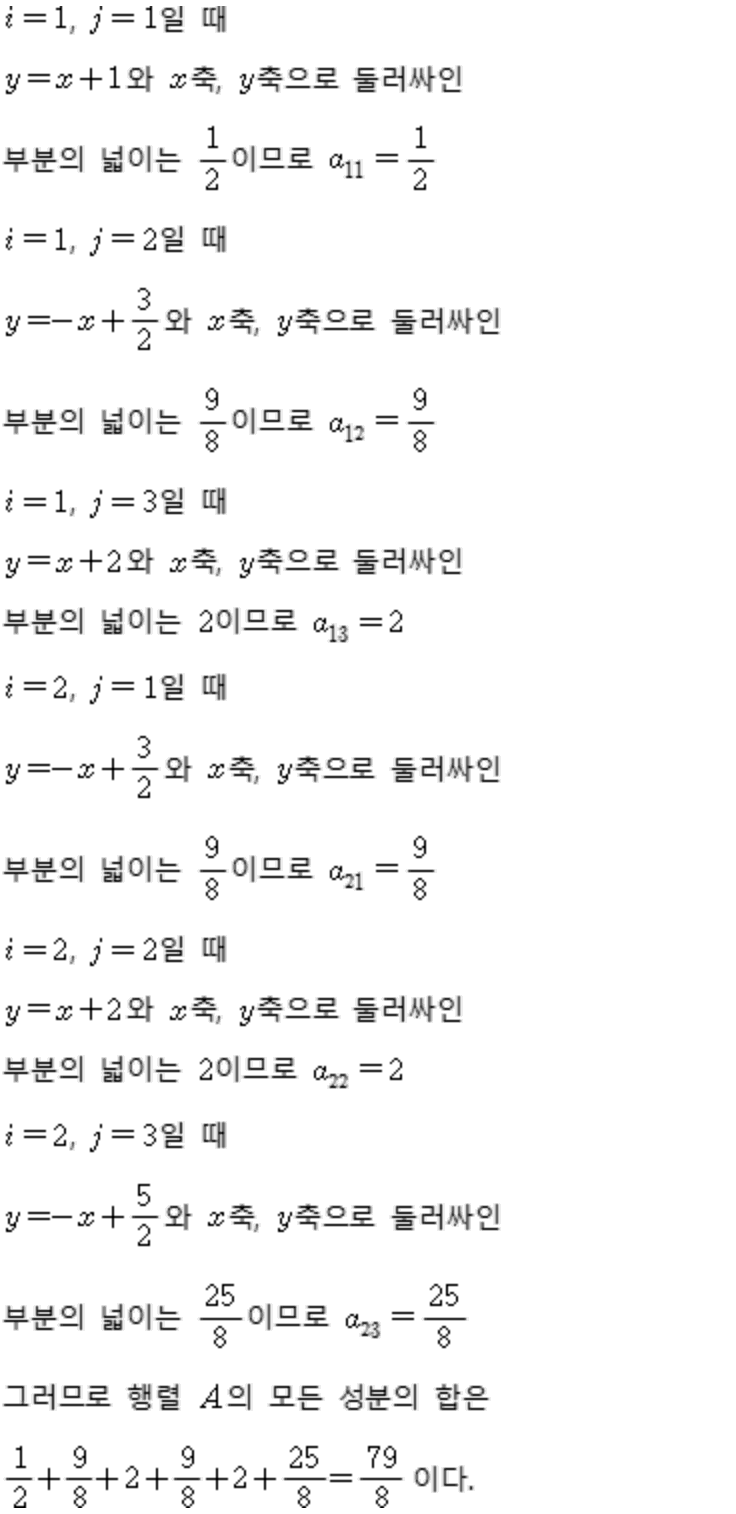 i=1, j=1일 때
y=x+1와 x축, y축으로 둘러싸인
부분의 넓이는 1/2이므로 a₁₁=1/2
i=1, j=2일 때
y=-x+3/2와 x축, y축으로 둘러싸인
부분의 넓이는 9/8이므로 a₁₂=9/8
i=1, j=3일 때
y=x+2와 x축, y축으로 둘러싸인
부분의 넓이는 2이므로 a₁₃=2
i=2, j=1일 때
y=-x+3/2와 x축, y축으로 둘러싸인
부분의 넓이는 9/8이므로 a₂₁=9/8
i=2, j=2일 때
y=x+2와 x축, y축으로 둘러싸인
부분의 넓이는 2이므로 a₂₂=2
i=2, j=3일 때
y=-x+5/2와 x축, y축으로 둘러싸인
부분의 넓이는 25/8이므로 a₂₃=25/8
그러므로 행렬 A의 모든 성분의 합은
1/2+9/8+2+9/8+2+25/8=79/8 이다.